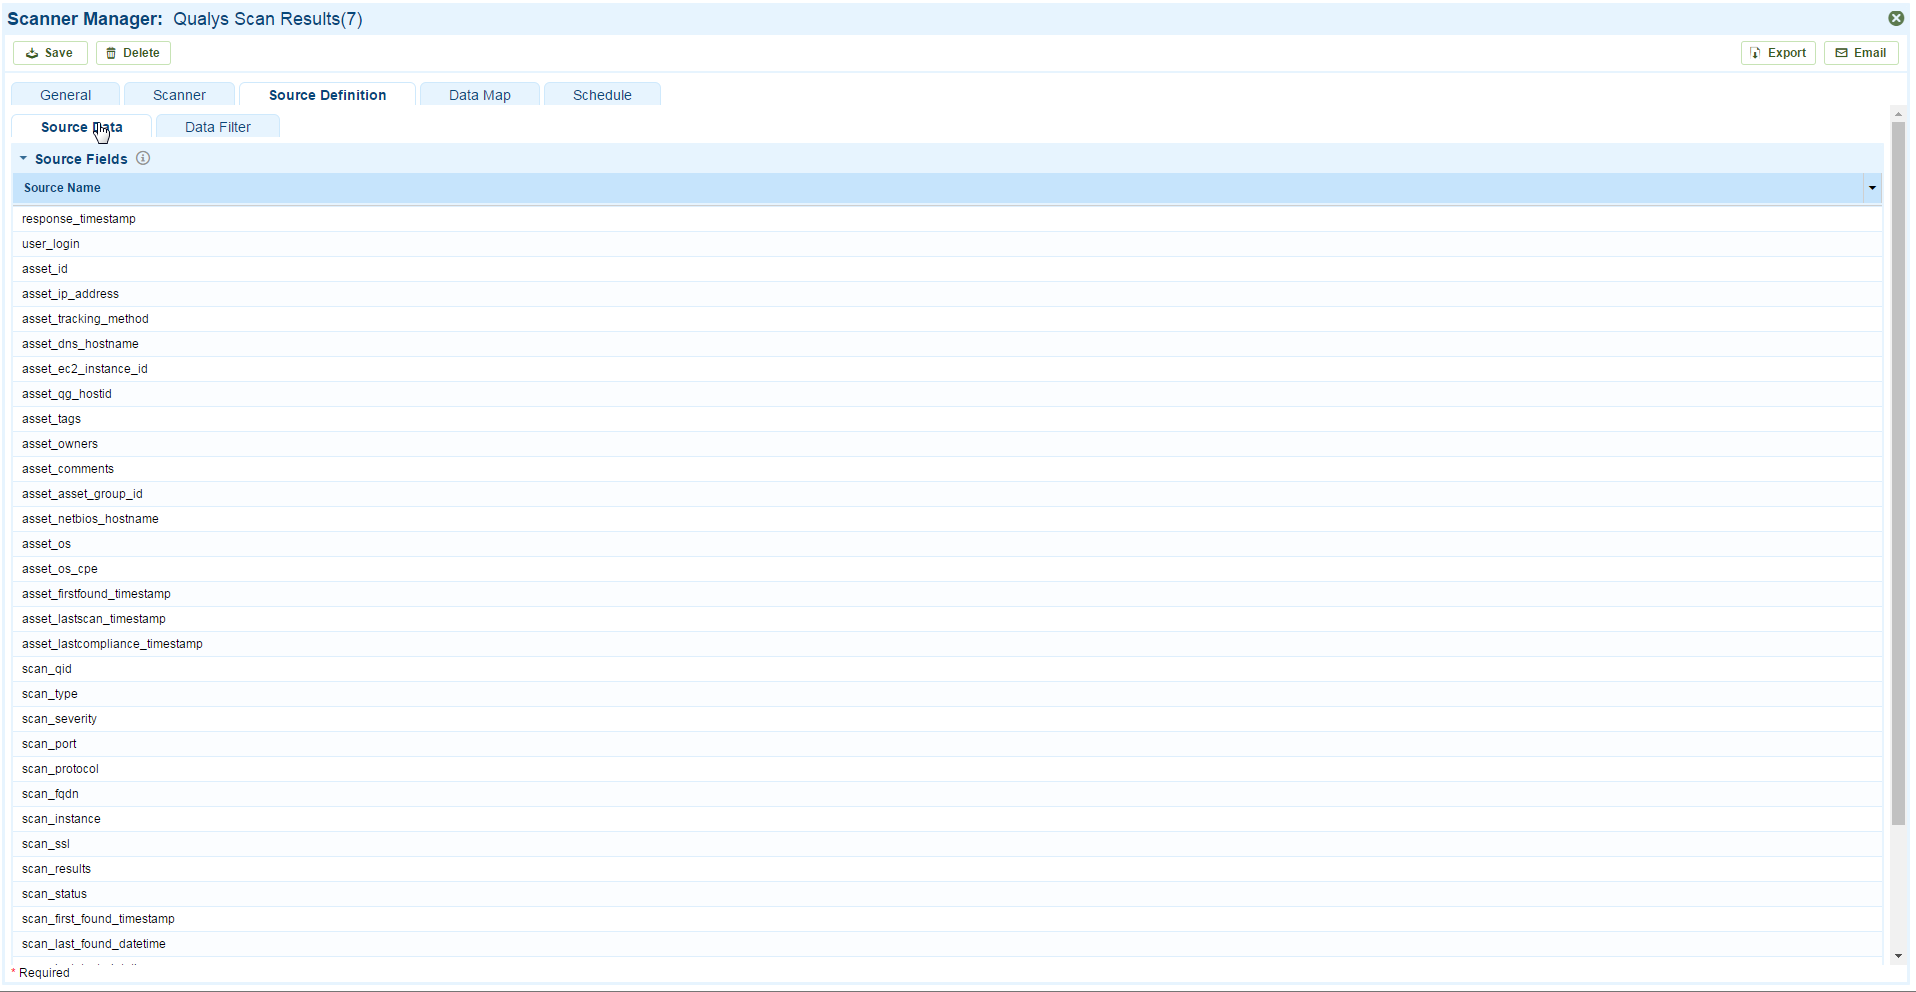 Scanner Manager: Qualys Scan Results(7)
Save Delete Export Email
General Scanner Source Definition Data Map Schedule
Source Data Data Filter
Source Fields
Source Name
response_timestamp
user_login
asset_id
asset_ip_address
asset_tracking_method
asset_dns_hostname
asset_ec2_instance_id
asset_qg_hostid
asset_tags
asset_owners
asset_comments
asset_asset_group_id
asset_netbios_hostname
asset_os
asset_os_cpe
asset_firstfound_timestamp
asset_lastscan_timestamp
asset_lastcompliance_timestamp
scan_qid
scan_type
scan_severity
scan_port
scan_protocol
scan_fqdn
scan_instance
scan_ssl
scan_results
scan_status
scan_first_found_timestamp
scan_last_found_datetime
* Required